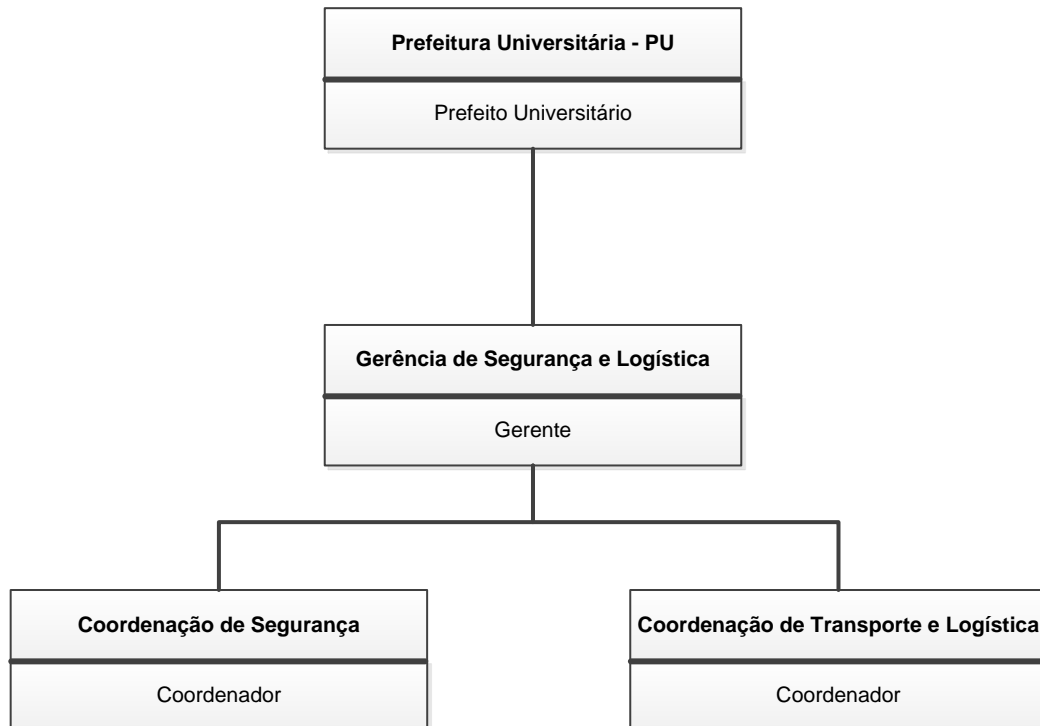 Prefeitura Universitária - PU
Prefeito Universitário
Gerência de Segurança e Logística
Gerente
Coordenação de Segurança
Coordenador
Coordenação de Transporte e Logística
Coordenador